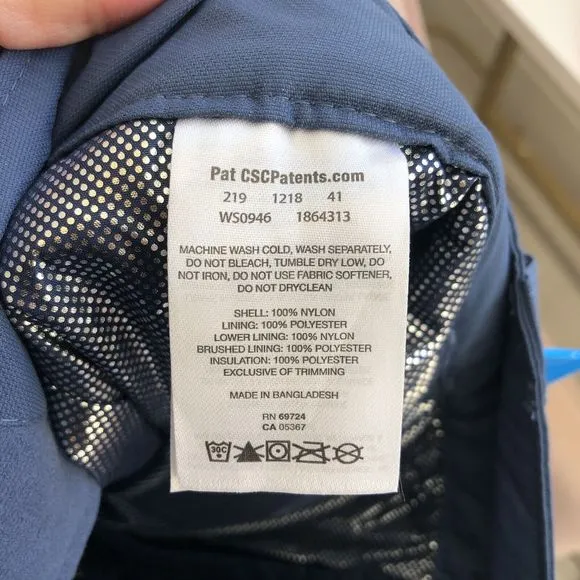 Pat CSCPatents.com
219 1218 41
WS0946 1864313
MACHINE WASH COLD, WASH SEPARATELY,
DO NOT BLEACH, TUMBLE DRY LOW, DO
NOT IRON, DO NOT USE FABRIC SOFTENER,
DO NOT DRYCLEAN
SHELL: 100% NYLON
LINING: 100% POLYESTER
LOWER LINING: 100% NYLON
BRUSHED LINING: 100% POLYESTER
INSULATION: 100% POLYESTER
EXCLUSIVE OF TRIMMING
MADE IN BANGLADESH
RN 69724
CA 05367
30C